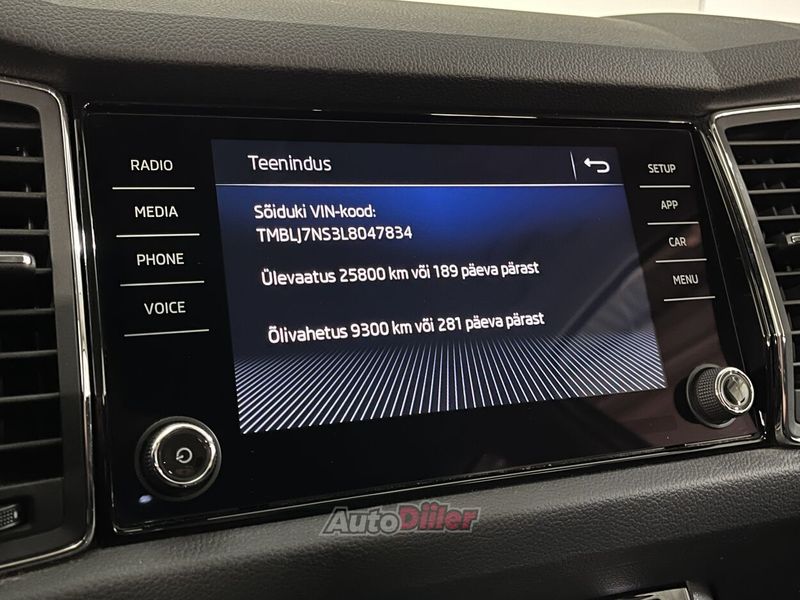 RADIO
MEDIA
PHONE
VOICE
Teenindus
Sõiduki VIN-kood:
TMBLJ7NS3L8047834
Ülevaatus 25800 km või 189 päeva pärast
Õlivahetus 9300 km või 281 päeva pärast
SETUP
APP
CAR
MENU
AutoDiiler